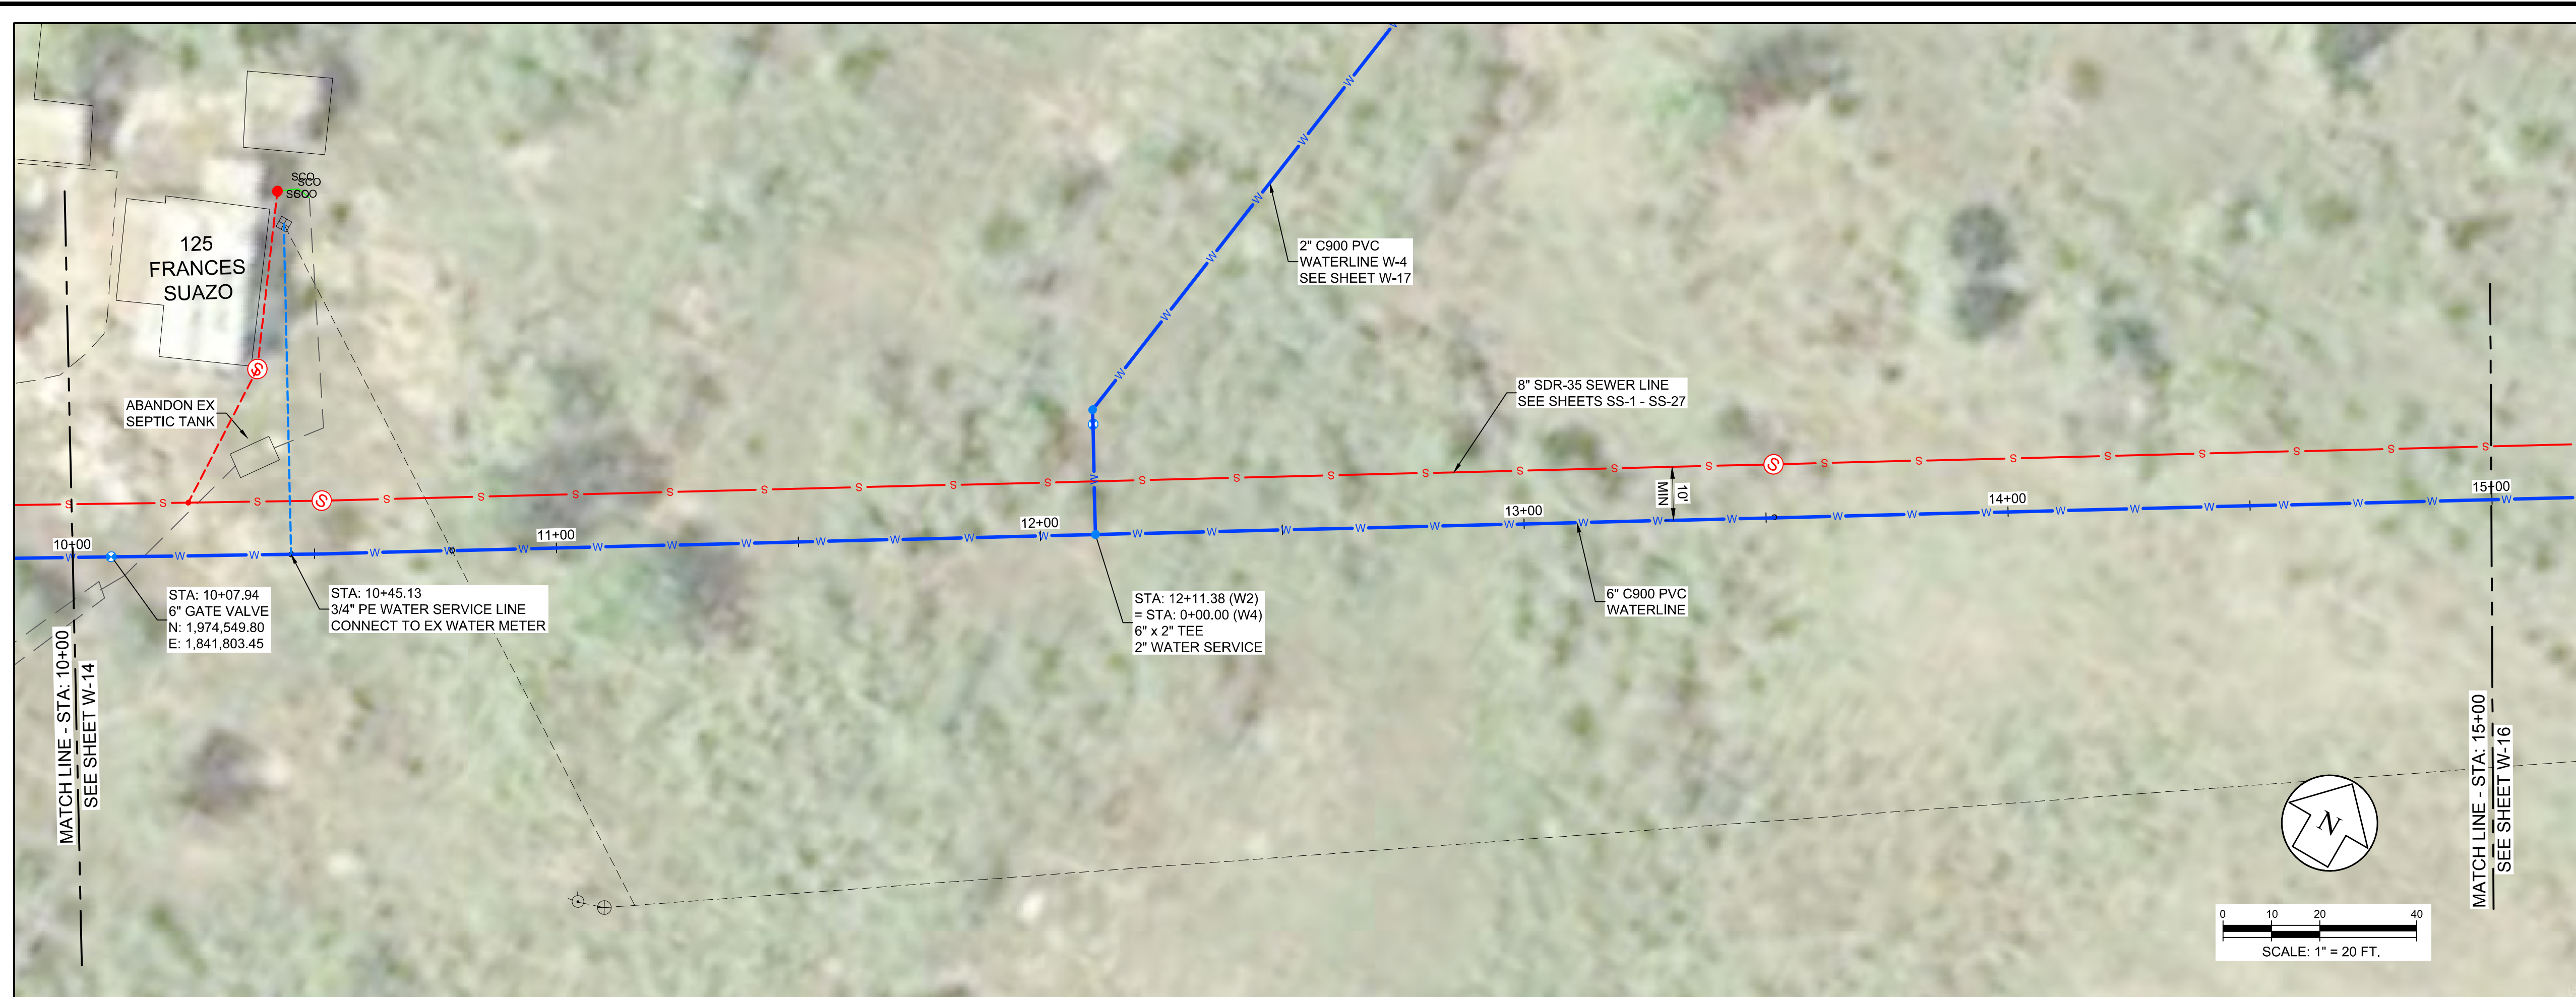 SCO
SCO
SSCO
125
FRANCES
SUAZO
2" C900 PVC
WATERLINE W-4
SEE SHEET W-17
8" SDR-35 SEWER LINE
SEE SHEETS SS-1 - SS-27
ABANDON EX
SEPTIC TANK
10'
MIN
10+00
11+00
12+00
13+00
14+00
15+00
STA: 10+07.94
6" GATE VALVE
N: 1,974,549.80
E: 1,841,803.45
STA: 10+45.13
3/4" PE WATER SERVICE LINE
CONNECT TO EX WATER METER
STA: 12+11.38 (W2)
= STA: 0+00.00 (W4)
6" x 2" TEE
2" WATER SERVICE
6" C900 PVC
WATERLINE
MATCH LINE - STA: 10+00
SEE SHEET W-14
MATCH LINE - STA: 15+00
SEE SHEET W-16
N
0 10 20 40
SCALE: 1" = 20 FT.